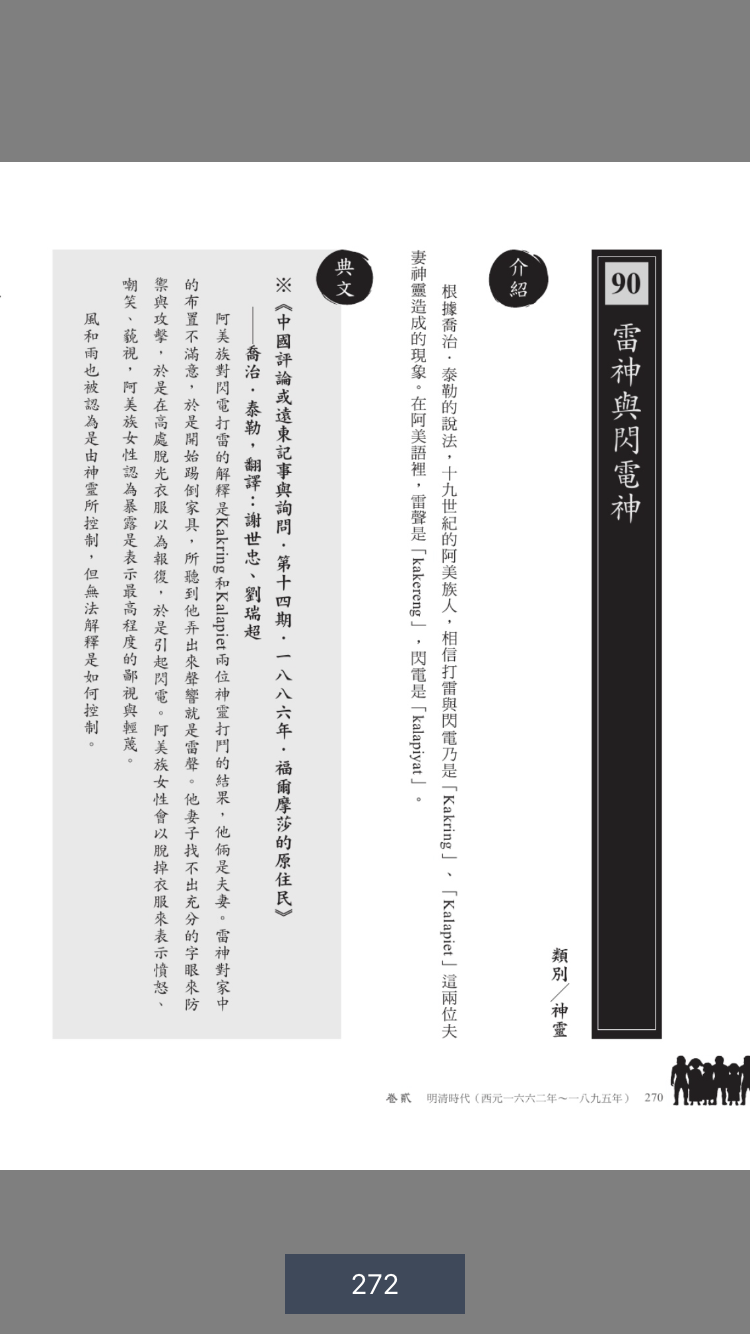 90
雷神與閃電神
類別／神靈
介紹
根據喬治．泰勒的說法，十九世紀的阿美族人，相信打雷與閃電乃是「Kakring」、「Kalapiet」這兩位夫
妻神靈造成的現象。在阿美語裡，雷聲是「kakereng」，閃電是「kalapiyat」。
典文
※《中國評論或遠東記事與詢問．第十四期．一八八六年．福爾摩莎的原住民》
——喬治．泰勒，翻譯：謝世忠、劉瑞超
阿美族對閃電打雷的解釋是Kakring和Kalapiet兩位神靈打鬥的結果，他倆是夫妻。雷神對家中
的布置不滿意，於是開始踢倒家具，所聽到他弄出來聲響就是雷聲。他妻子找不出充分的字眼來防
禦與攻擊，於是在高處脫光衣服以為報復，於是引起閃電。阿美族女性會以脫掉衣服來表示憤怒、
嘲笑、藐視，阿美族女性認為暴露是表示最高程度的鄙視與輕蔑。
風和雨也被認為是由神靈所控制，但無法解釋是如何控制。
卷貳 明清時代（西元一六六二年～一八九五年） 270
272